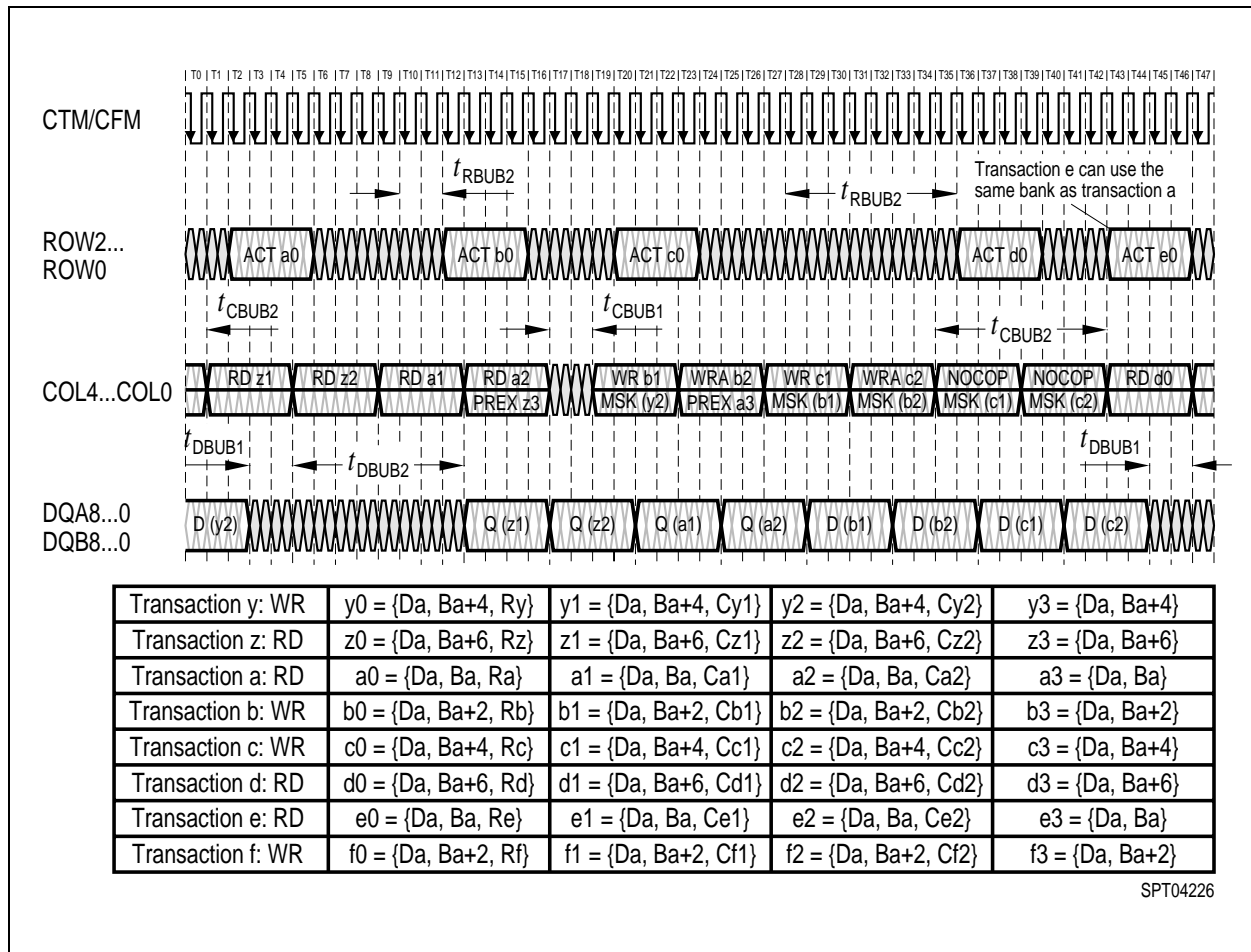 T0 T1 T2 T3 T4 T5 T6 T7 T8 T9 T10 T11 T12 T13 T14 T15 T16 T17 T18 T19 T20 T21 T22 T23 T24 T25 T26 T27 T28 T29 T30 T31 T32 T33 T34 T35 T36 T37 T38 T39 T40 T41 T42 T43 T44 T45 T46 T47
CTM/CFM
Transaction e can use the
same bank as transaction a
tRBUB2 tRBUB2
ROW2...
ROW0
ACT a0 ACT b0 ACT c0 ACT d0 ACT e0
tCBUB2 tCBUB1 tCBUB2
COL4...COL0
RD z1 RD z2 RD a1 RD a2 WR b1 WRA b2 WR c1 WRA c2 NOCOP NOCOP RD d0
PREX z3 MSK (y2) PREX a3 MSK (b1) MSK (b2) MSK (c1) MSK (c2)
tDBUB1 tDBUB2 tDBUB1
DQA8...0
DQB8...0
D (y2) Q (z1) Q (z2) Q (a1) Q (a2) D (b1) D (b2) D (c1) D (c2)
Transaction y: WR y0 = {Da, Ba+4, Ry} y1 = {Da, Ba+4, Cy1} y2 = {Da, Ba+4, Cy2} y3 = {Da, Ba+4}
Transaction z: RD z0 = {Da, Ba+6, Rz} z1 = {Da, Ba+6, Cz1} z2 = {Da, Ba+6, Cz2} z3 = {Da, Ba+6}
Transaction a: RD a0 = {Da, Ba, Ra} a1 = {Da, Ba, Ca1} a2 = {Da, Ba, Ca2} a3 = {Da, Ba}
Transaction b: WR b0 = {Da, Ba+2, Rb} b1 = {Da, Ba+2, Cb1} b2 = {Da, Ba+2, Cb2} b3 = {Da, Ba+2}
Transaction c: WR c0 = {Da, Ba+4, Rc} c1 = {Da, Ba+4, Cc1} c2 = {Da, Ba+4, Cc2} c3 = {Da, Ba+4}
Transaction d: RD d0 = {Da, Ba+6, Rd} d1 = {Da, Ba+6, Cd1} d2 = {Da, Ba+6, Cd2} d3 = {Da, Ba+6}
Transaction e: RD e0 = {Da, Ba, Re} e1 = {Da, Ba, Ce1} e2 = {Da, Ba, Ce2} e3 = {Da, Ba}
Transaction f: WR f0 = {Da, Ba+2, Rf} f1 = {Da, Ba+2, Cf1} f2 = {Da, Ba+2, Cf2} f3 = {Da, Ba+2}
SPT04226